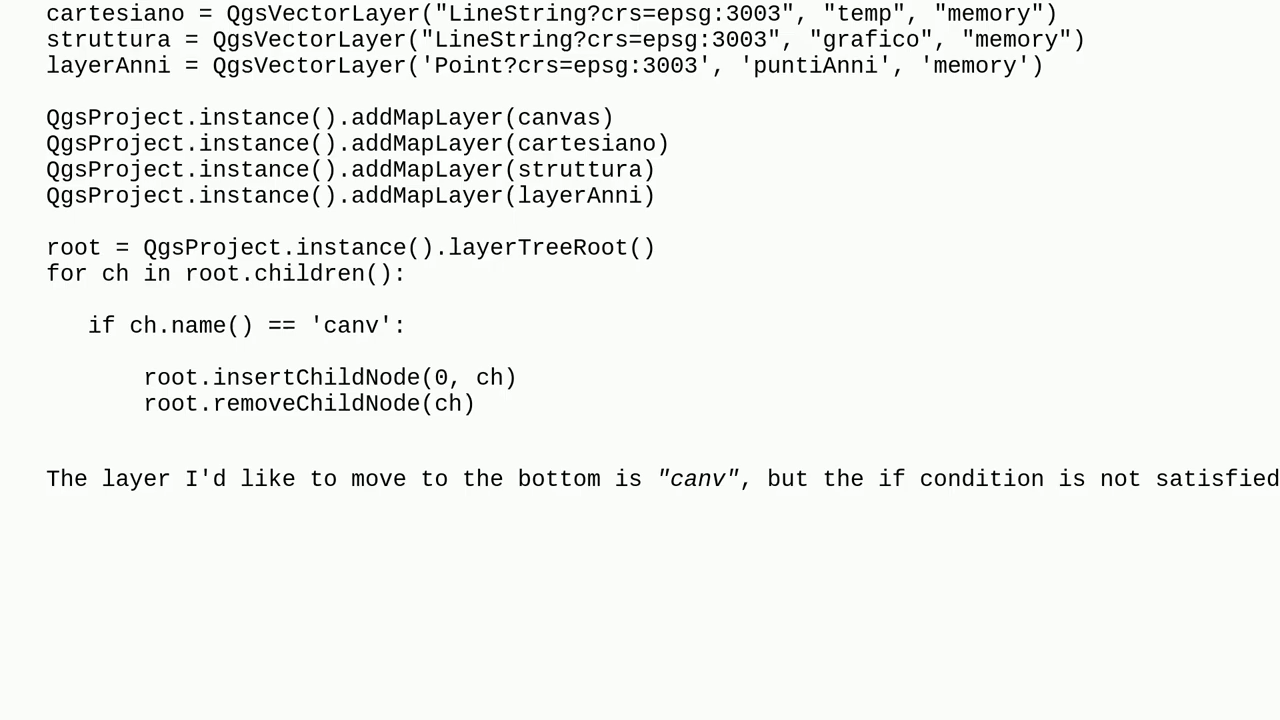 cartesiano = QgsVectorLayer("LineString?crs=epsg:3003", "temp", "memory")
struttura = QgsVectorLayer("LineString?crs=epsg:3003", "grafico", "memory")
layerAnni = QgsVectorLayer('Point?crs=epsg:3003', 'puntiAnni', 'memory')
QgsProject.instance().addMapLayer(canvas)
QgsProject.instance().addMapLayer(cartesiano)
QgsProject.instance().addMapLayer(struttura)
QgsProject.instance().addMapLayer(layerAnni)
root = QgsProject.instance().layerTreeRoot()
for ch in root.children():
if ch.name() == 'canv':
root.insertChildNode(0, ch)
root.removeChildNode(ch)
The layer I'd like to move to the bottom is "canv", but the if condition is not satisfied